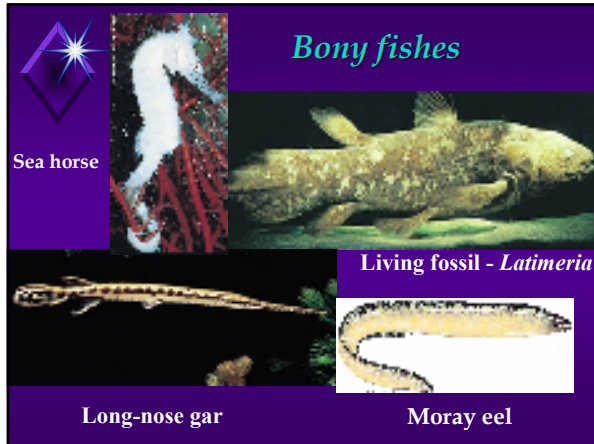 Bony fishes
Sea horse
Living fossil - Latimeria
Long-nose gar
Moray eel